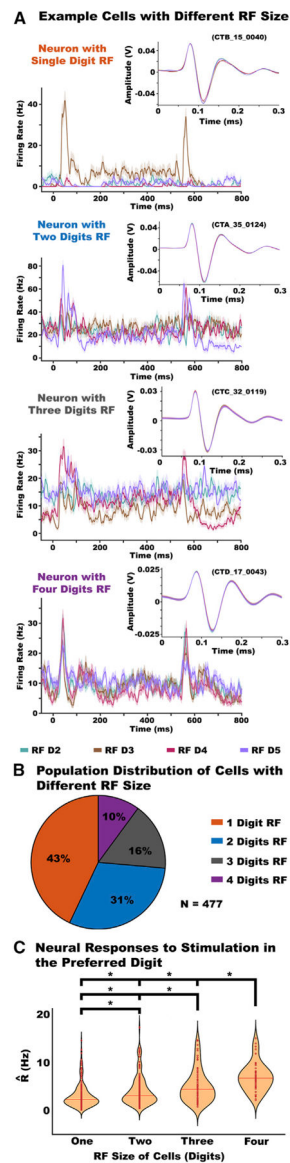 A Example Cells with Different RF Size
Neuron with
Single Digit RF
(CTB_15_0040)
Amplitude (V)
0.04
0
-0.04
0
0.1
0.2
0.3
Time (ms)
Firing Rate (Hz)
40
20
0
0
200
400
600
800
Time (ms)
Neuron with
Two Digits RF
(CTA_35_0124)
Amplitude (V)
0.04
0
-0.04
0
0.1
0.2
0.3
Time (ms)
Firing Rate (Hz)
80
60
40
20
0
0
200
400
600
800
Time (ms)
Neuron with
Three Digits RF
(CTC_32_0119)
Amplitude (V)
0.03
0
-0.03
0
0.1
0.2
0.3
Time (ms)
Firing Rate (Hz)
30
20
10
0
0
200
400
600
800
Time (ms)
Neuron with
Four Digits RF
(CTD_17_0043)
Amplitude (V)
0.025
0
-0.025
0
0.1
0.2
0.3
Time (ms)
Firing Rate (Hz)
30
20
10
0
0
200
400
600
800
Time (ms)
RF D2 RF D3 RF D4 RF D5
B Population Distribution of Cells with
Different RF Size
10%
16%
43%
31%
1 Digit RF
2 Digits RF
3 Digits RF
4 Digits RF
N = 477
C Neural Responses to Stimulation in
the Preferred Digit
* * *
* *
*
R̂ (Hz)
20
10
0
One Two Three Four
RF Size of Cells (Digits)